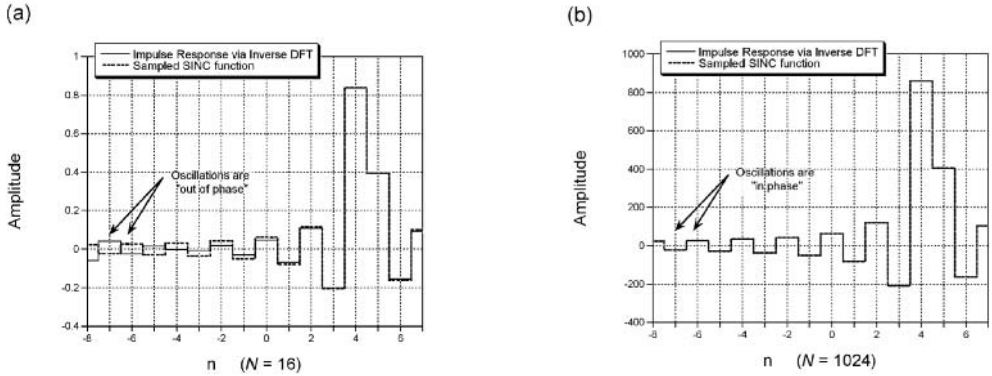 (a)
Impulse Response via Inverse DFT
Sampled SINC function
1
0.8
0.6
0.4
0.2
0
-0.2
-0.4
Amplitude
Oscillations are
"out of phase"
-8 -6 -4 -2 0 2 4 6
n (N = 16)
(b)
Impulse Response via Inverse DFT
Sampled SINC function
1000
800
600
400
200
0
-200
-400
Amplitude
Oscillations are
"in phase"
-8 -6 -4 -2 0 2 4 6
n (N = 1024)